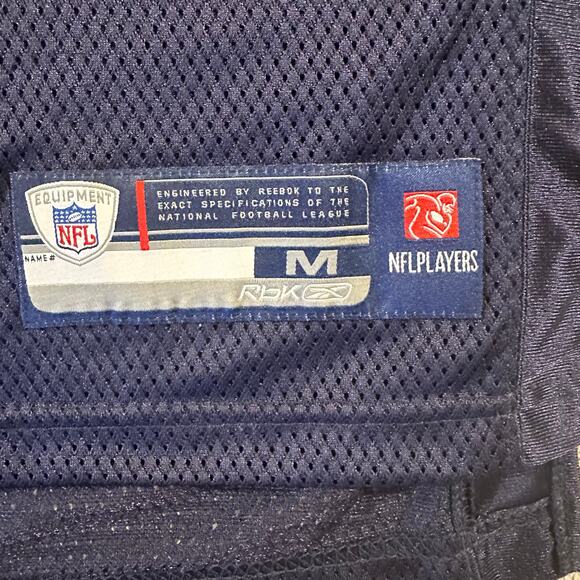 EQUIPMENT
NFL
ENGINEERED BY REEBOK TO THE
EXACT SPECIFICATIONS OF THE
NATIONAL FOOTBALL LEAGUE
NAME#
M
Rbk
NFLPLAYERS